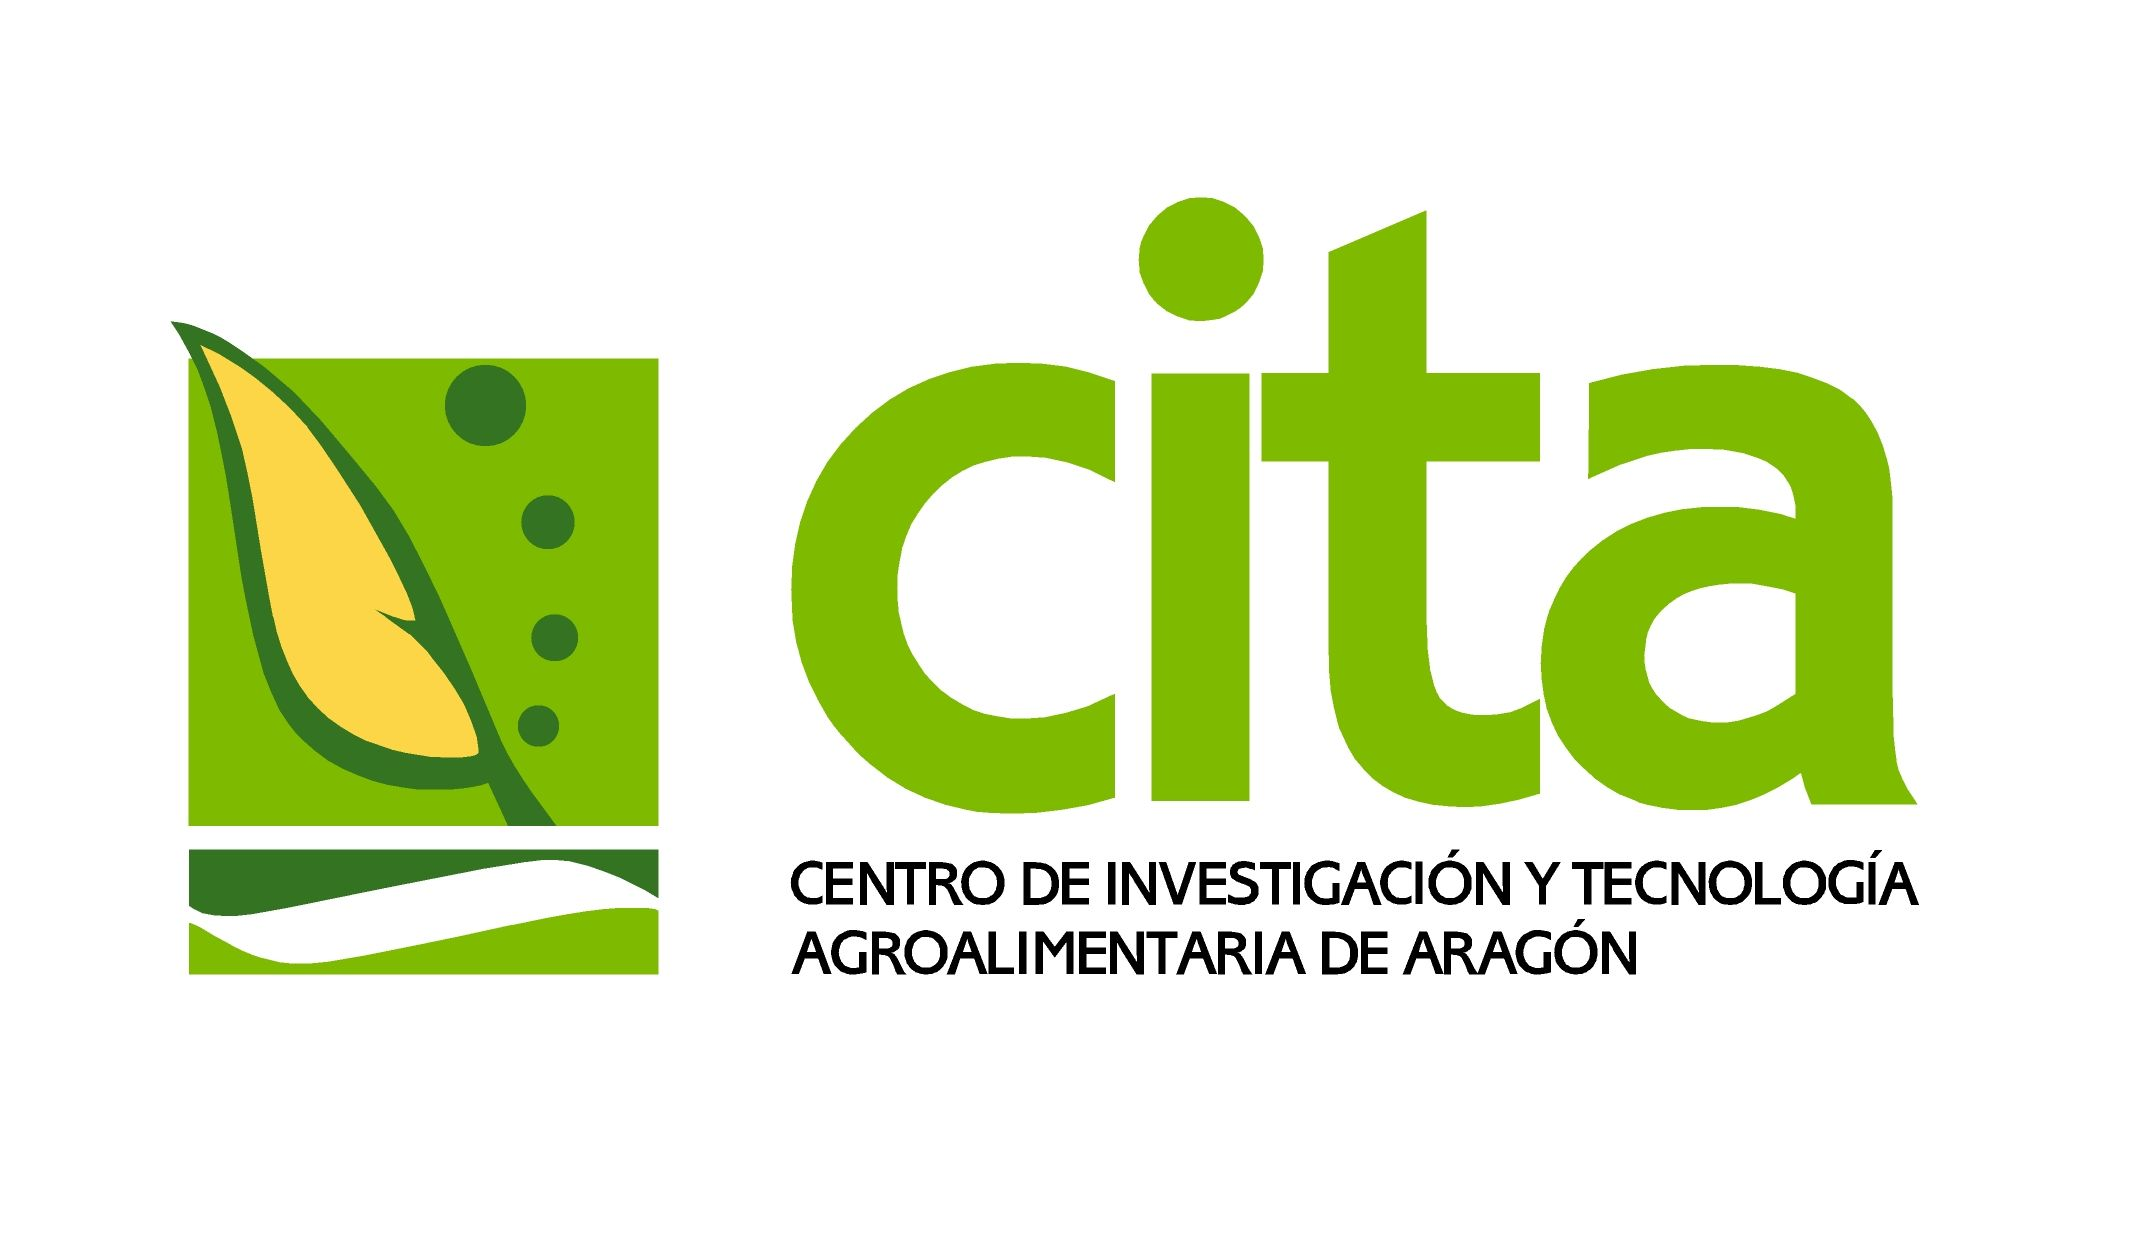 cita
CENTRO DE INVESTIGACIÓN Y TECNOLOGÍA
AGROALIMENTARIA DE ARAGÓN